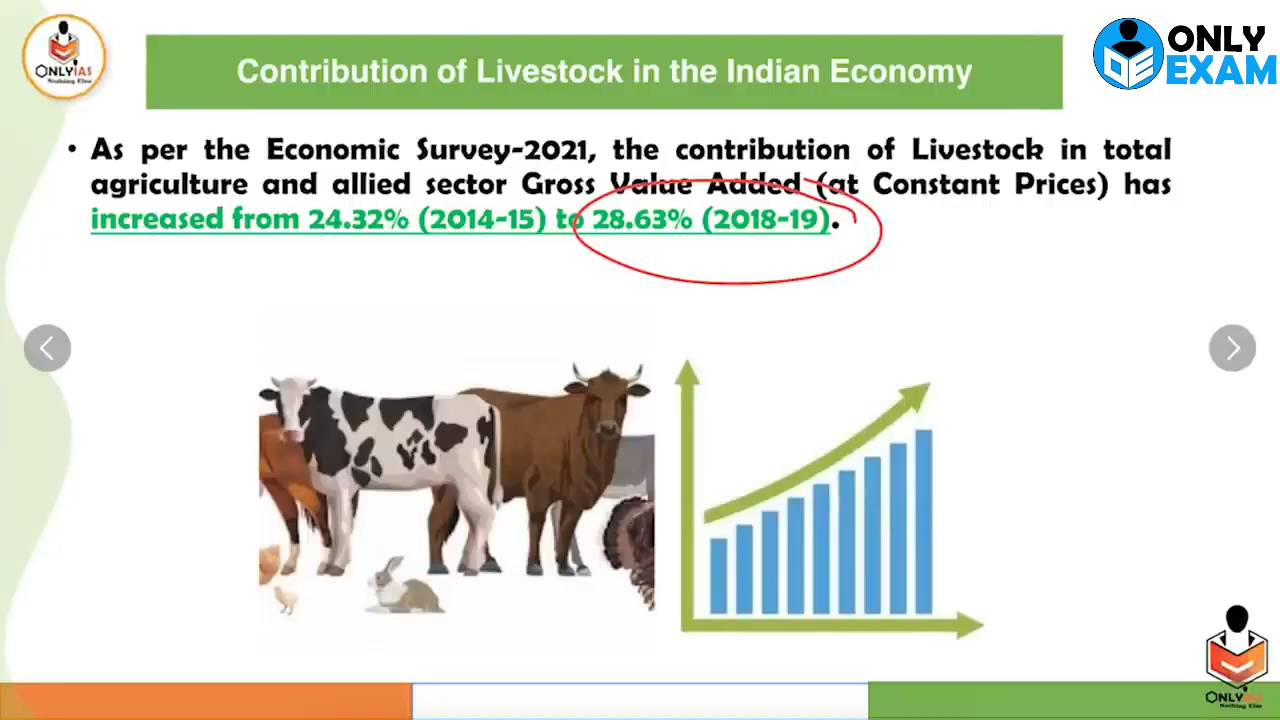 ONLYIAS
Nothing Else
Contribution of Livestock in the Indian Economy
ONLY
EXAM
• As per the Economic Survey-2021, the contribution of Livestock in total
agriculture and allied sector Gross Value Added (at Constant Prices) has
increased from 24.32% (2014-15) to 28.63% (2018-19).
ONLYIAS
Nothing Else